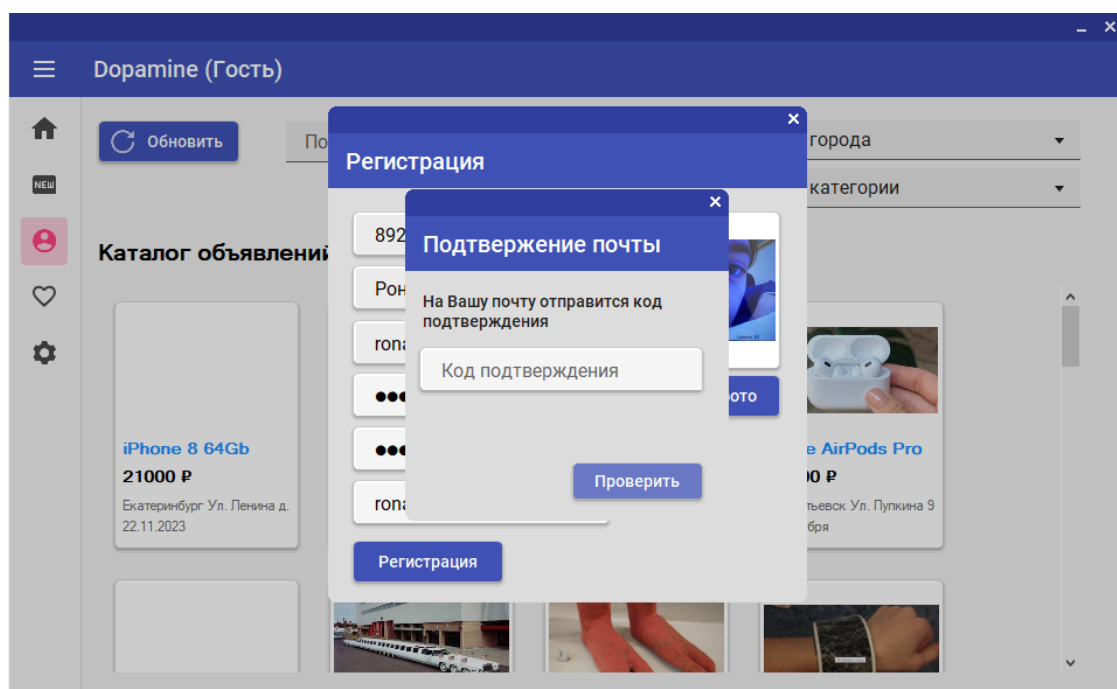 Dopamine (Гость)
Обновить
По
города
NEW
категории
Регистрация
Каталог объявлений
892
Подтвержение почты
Рон
На Вашу почту отправится код
подтверждения
rona
Код подтверждения
ото
iPhone 8 64Gb
e AirPods Pro
21000 ₽
00 ₽
Проверить
Екатеринбург Ул. Ленина д.
тьевск Ул. Пупкина 9
22.11.2023
бря
rona
Регистрация